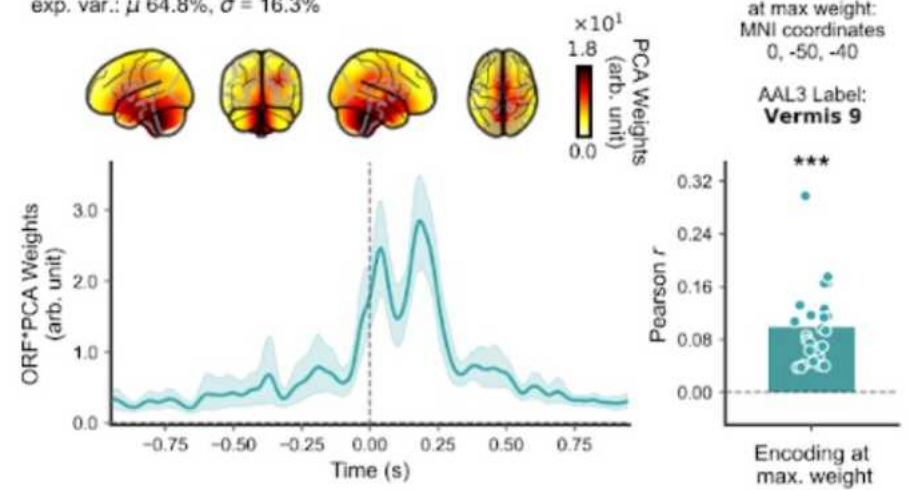 exp. var.: μ 64.8%, σ = 16.3%
×10¹
1.8
0.0
PCA Weights
(arb. unit)
ORF*PCA Weights
(arb. unit)
3.0
2.0
1.0
0.0
−0.75
−0.50
−0.25
0.00
0.25
0.50
0.75
Time (s)
at max weight:
MNI coordinates
0, -50, -40
AAL3 Label:
Vermis 9
***
Pearson r
0.32
0.24
0.16
0.08
0.00
Encoding at
max. weight